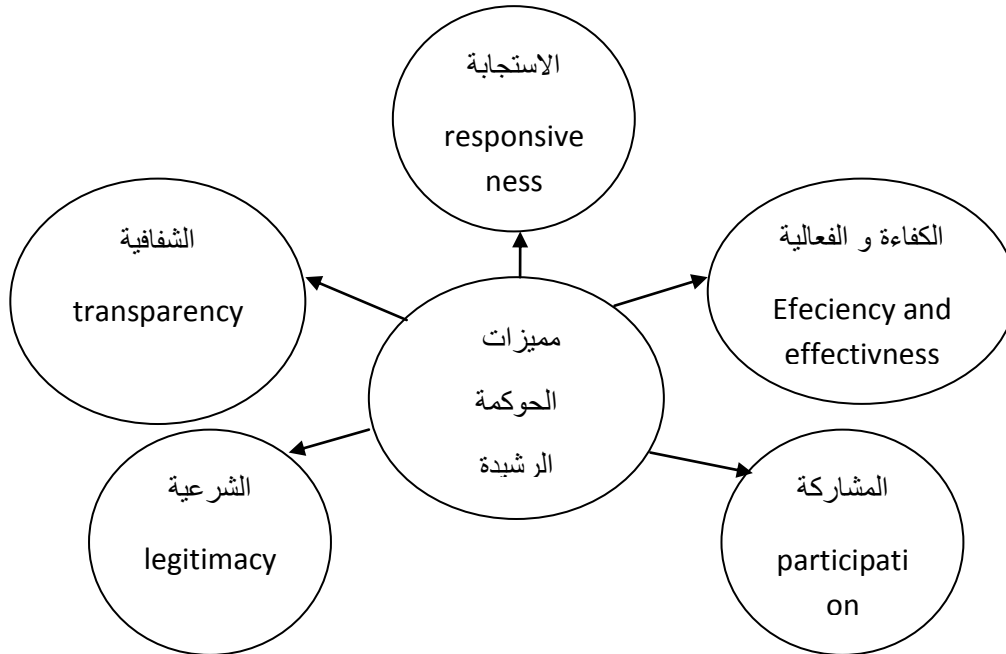 الاستجابة
responsive
ness
الشفافية
transparency
الكفاءة و الفعالية
Efeciency and
effectivness
مميزات
الحوكمة
الرشيدة
الشرعية
legitimacy
المشاركة
participati
on